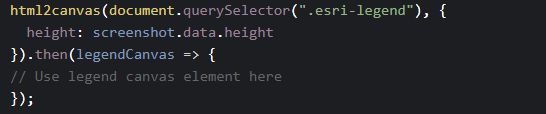 html2canvas(document.querySelector(".esri-legend"), {
height: screenshot.data.height
}).then(legendCanvas => {
// Use legend canvas element here
});